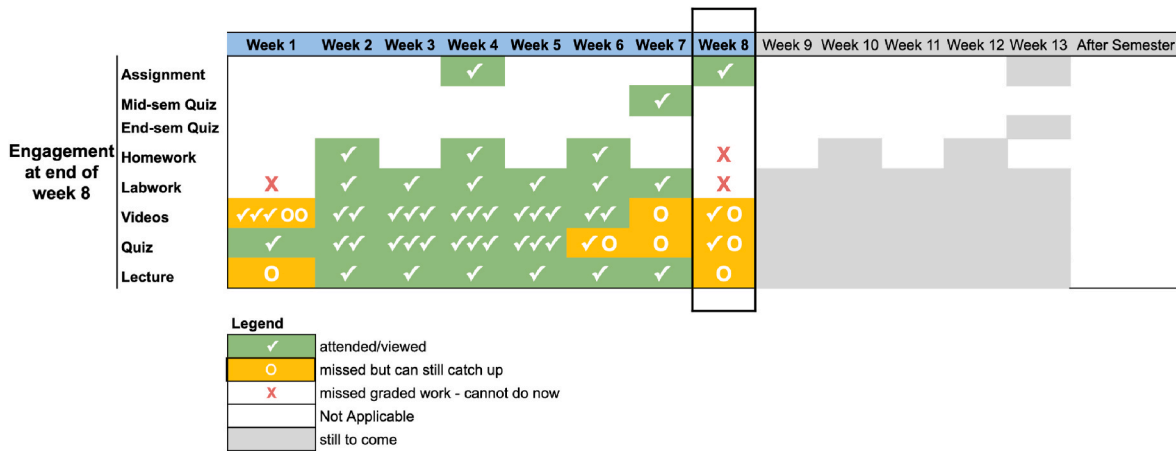 Week 1 Week 2 Week 3 Week 4 Week 5 Week 6 Week 7 Week 8 Week 9 Week 10 Week 11 Week 12 Week 13 After Semester
Engagement
at end of
week 8
Assignment ✓ ✓
Mid-sem Quiz ✓
End-sem Quiz
Homework ✓ ✓ ✓ X
Labwork X ✓ ✓ ✓ ✓ ✓ ✓ X
Videos ✓✓✓OO ✓✓ ✓✓✓ ✓✓✓ ✓✓✓ ✓✓ O ✓O
Quiz ✓ ✓✓ ✓✓✓ ✓✓✓ ✓✓✓ ✓O O ✓O
Lecture O ✓ ✓ ✓ ✓ ✓ ✓ O
Legend
✓ attended/viewed
O missed but can still catch up
X missed graded work - cannot do now
Not Applicable
still to come